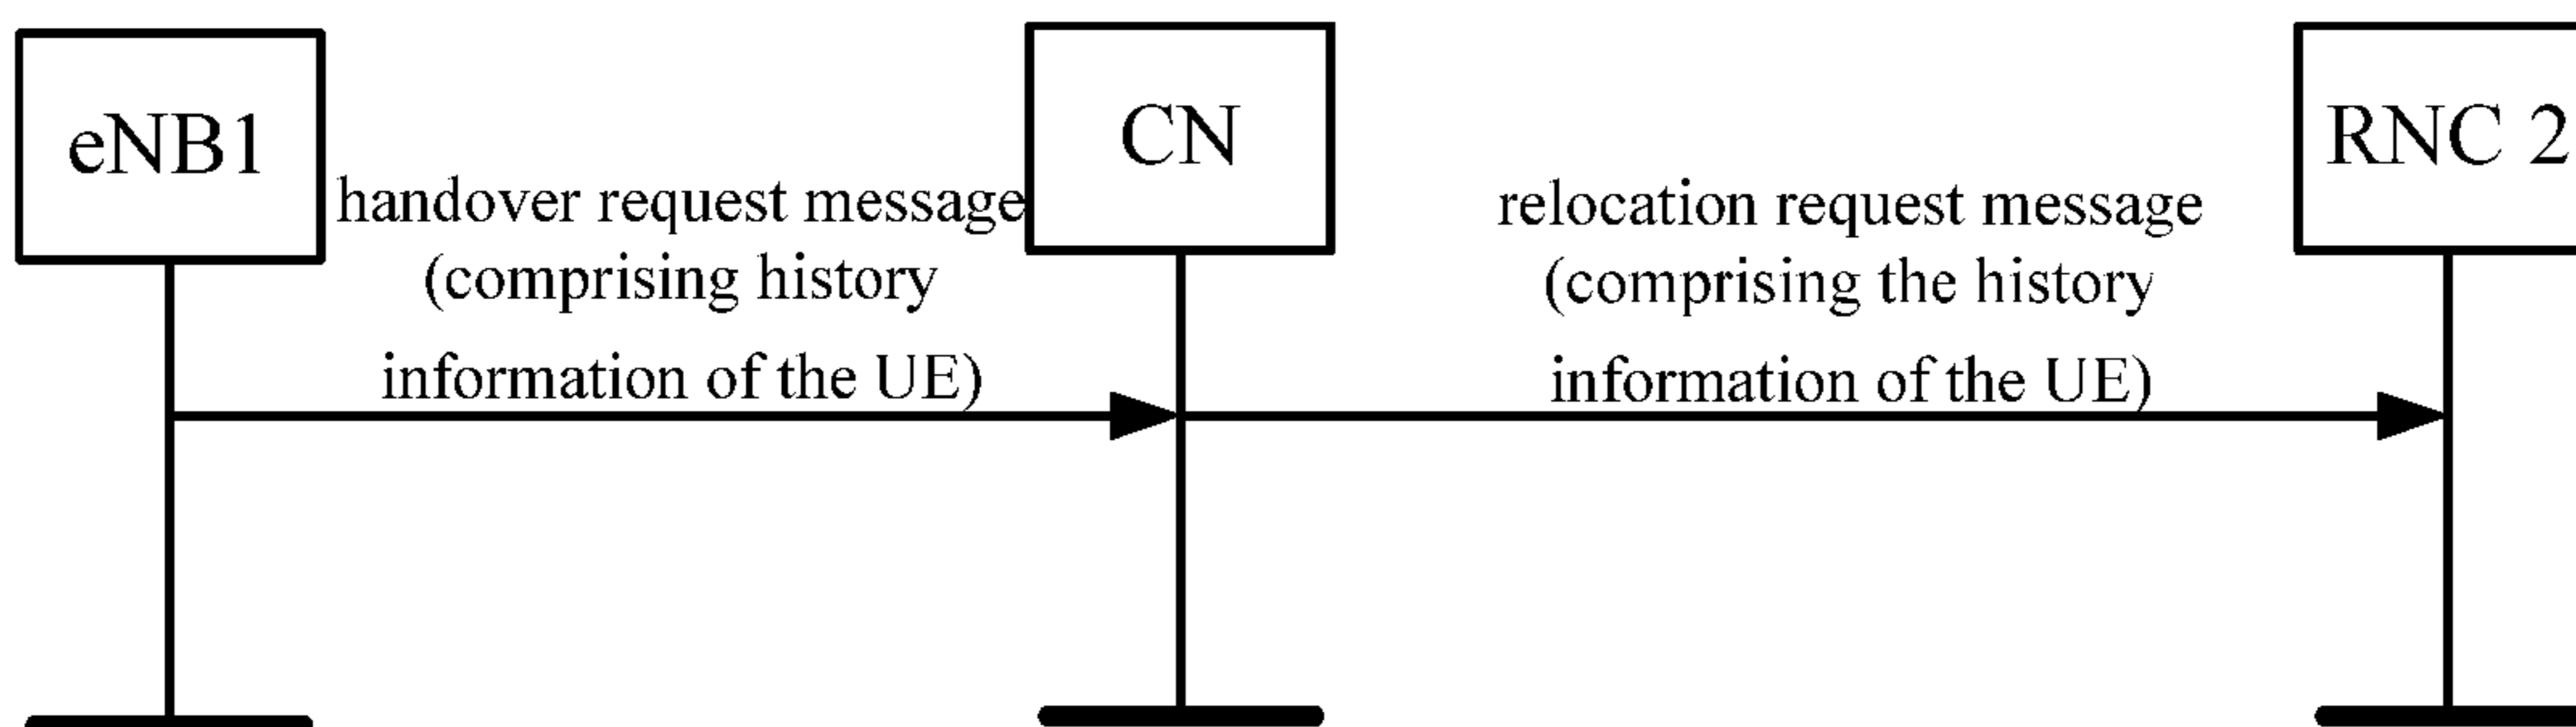 eNB1
CN
RNC 2
handover request message
(comprising history
information of the UE)
relocation request message
(comprising the history
information of the UE)